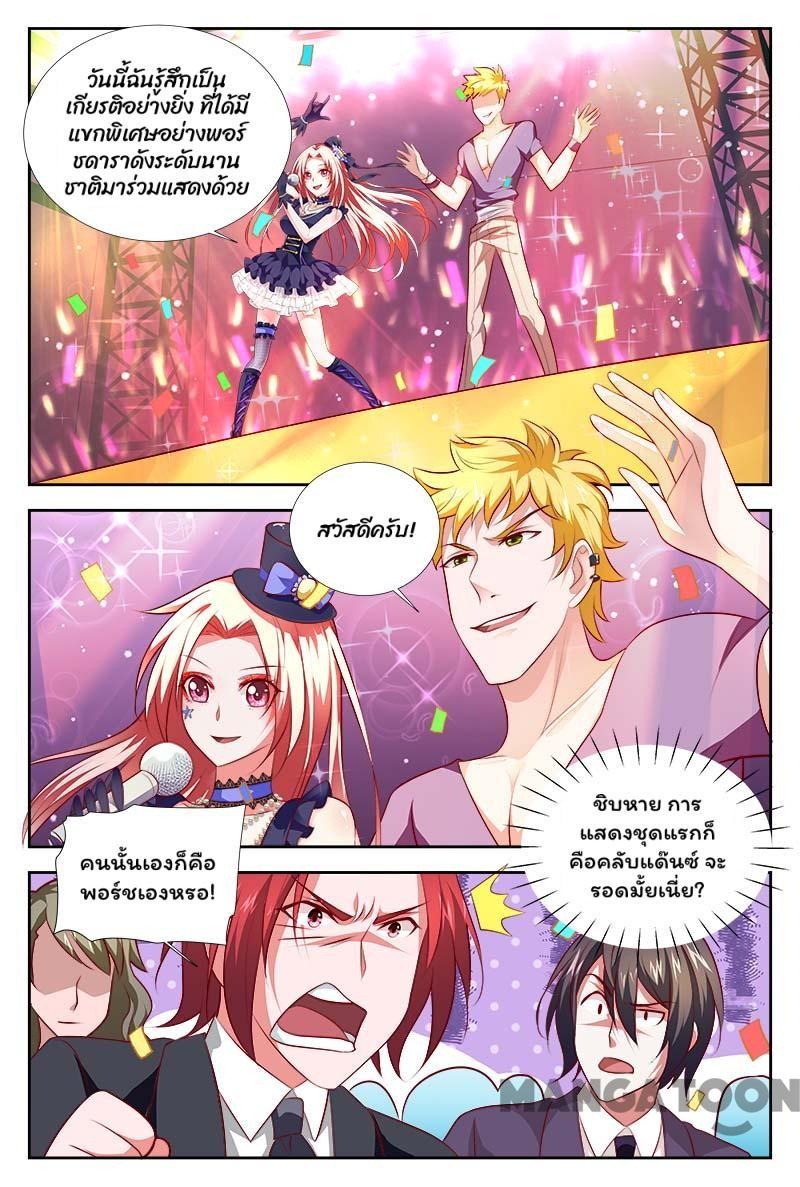 วันนี้ฉันรู้สึกเป็น
เกียรติอย่างยิ่ง ที่ได้มี
แขกพิเศษอย่างพอร์
ชดาราดังระดับนาน
ชาติมาร่วมแสดงด้วย
สวัสดีครับ!
ชิบหาย การ
แสดงชุดแรกก็
คือคลับแด๊นซ์ จะ
รอดมั้ยเนี่ย?
คนนั้นเองก็คือ
พอร์ชเองหรอ!
MANGATOON